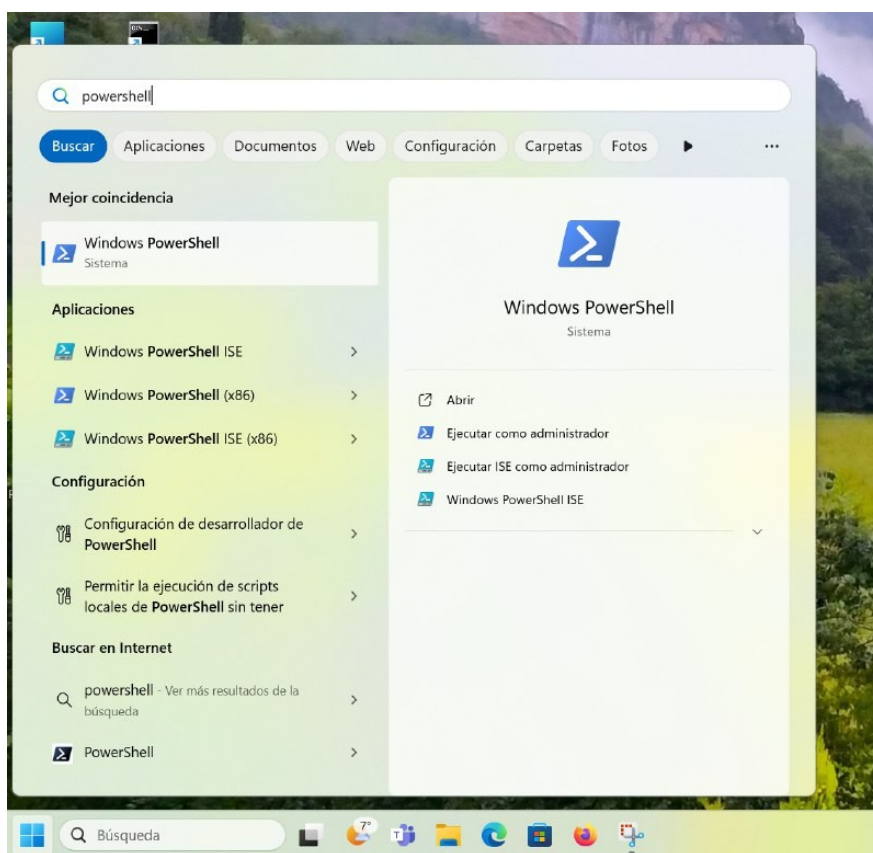 powershell
Buscar Aplicaciones Documentos Web Configuración Carpetas Fotos
Mejor coincidencia
Windows PowerShell
Sistema
Aplicaciones
Windows PowerShell ISE
Windows PowerShell (x86)
Windows PowerShell ISE (x86)
Configuración
Configuración de desarrollador de
PowerShell
Permitir la ejecución de scripts
locales de PowerShell sin tener
Buscar en Internet
powershell - Ver más resultados de la
búsqueda
PowerShell
Windows PowerShell
Sistema
Abrir
Ejecutar como administrador
Ejecutar ISE como administrador
Windows PowerShell ISE
Búsqueda
7°